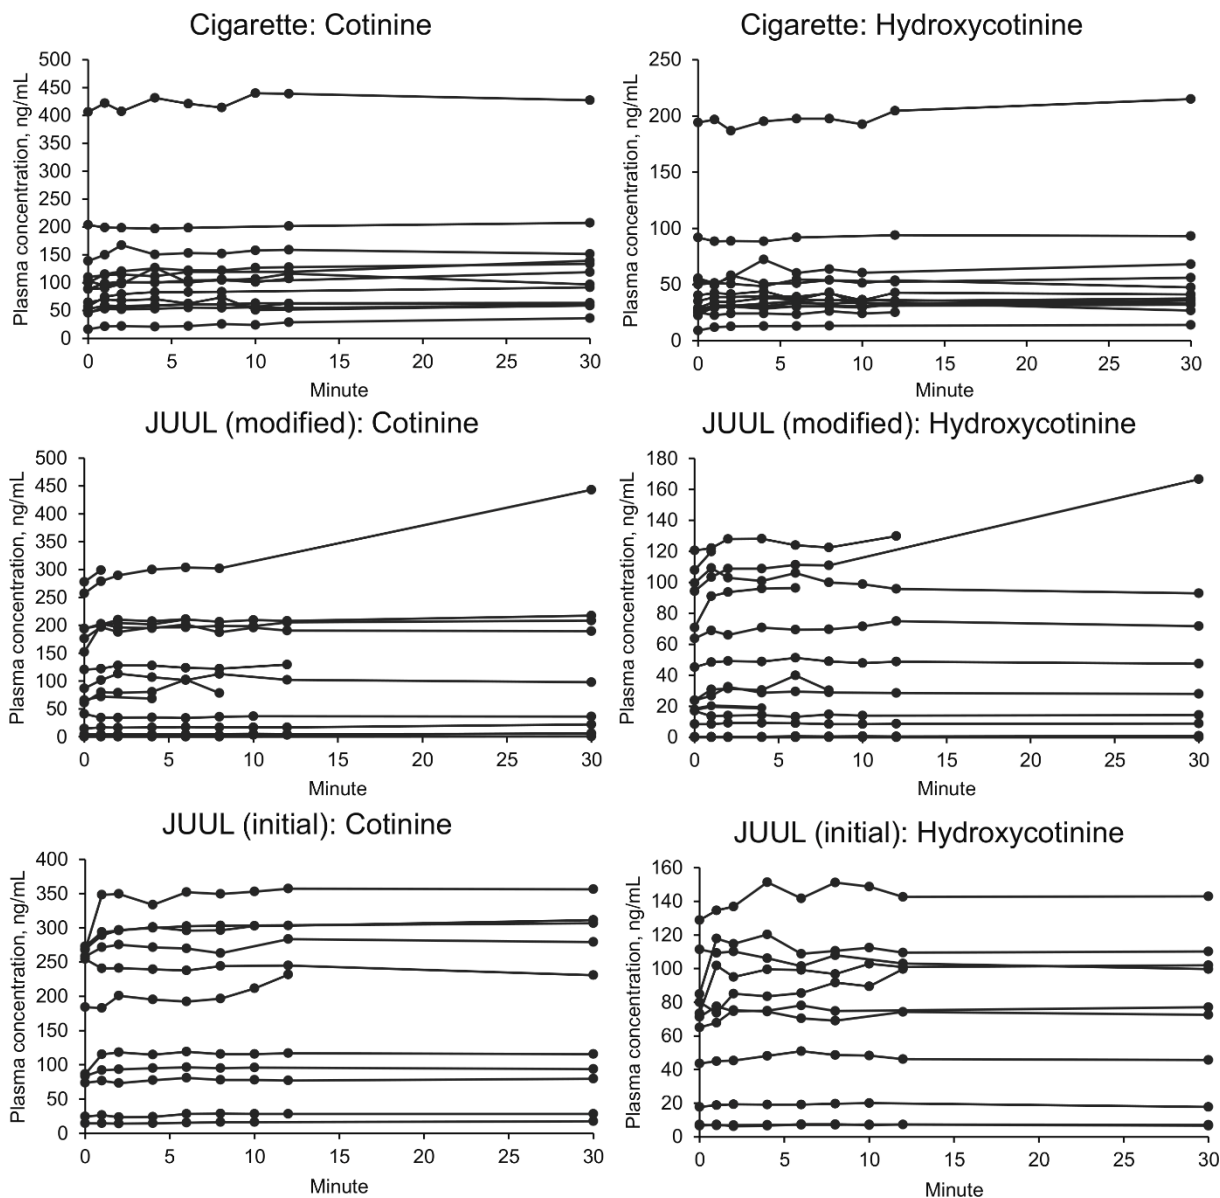 Cigarette: Cotinine
Plasma concentration, ng/mL
500
450
400
350
300
250
200
150
100
50
0
0 5 10 15 20 25 30
Minute
Cigarette: Hydroxycotinine
Plasma concentration, ng/mL
250
200
150
100
50
0
0 5 10 15 20 25 30
Minute
JUUL (modified): Cotinine
Plasma concentration, ng/mL
500
450
400
350
300
250
200
150
100
50
0
0 5 10 15 20 25 30
Minute
JUUL (modified): Hydroxycotinine
Plasma concentration, ng/mL
180
160
140
120
100
80
60
40
20
0
0 5 10 15 20 25 30
Minute
JUUL (initial): Cotinine
Plasma concentration, ng/mL
400
350
300
250
200
150
100
50
0
0 5 10 15 20 25 30
Minute
JUUL (initial): Hydroxycotinine
Plasma concentration, ng/mL
160
140
120
100
80
60
40
20
0
0 5 10 15 20 25 30
Minute